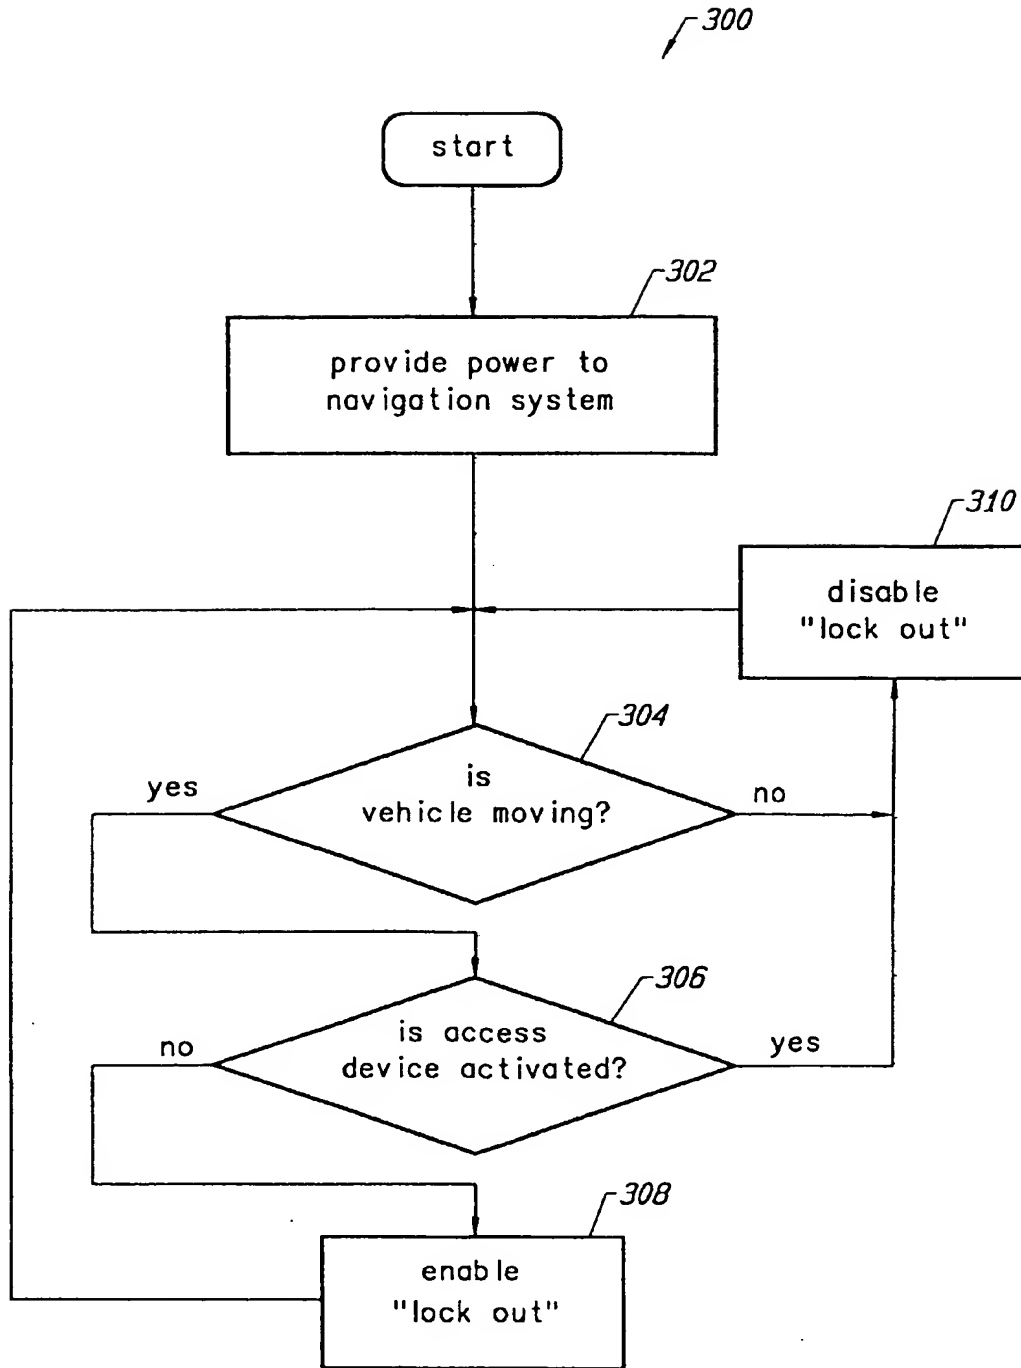 300
start
302
provide power to
navigation system
310
disable
"lock out"
304
yes
is
vehicle moving?
no
306
no
is access
device activated?
yes
308
enable
"lock out"